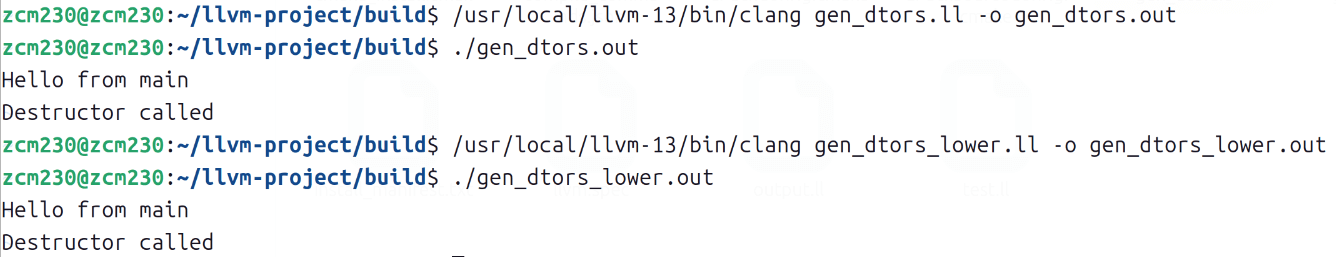 zcm230@zcm230:~/llvm-project/build$ /usr/local/llvm-13/bin/clang gen_dtors.ll -o gen_dtors.out
zcm230@zcm230:~/llvm-project/build$ ./gen_dtors.out
Hello from main
Destructor called
zcm230@zcm230:~/llvm-project/build$ /usr/local/llvm-13/bin/clang gen_dtors_lower.ll -o gen_dtors_lower.out
zcm230@zcm230:~/llvm-project/build$ ./gen_dtors_lower.out
Hello from main
Destructor called